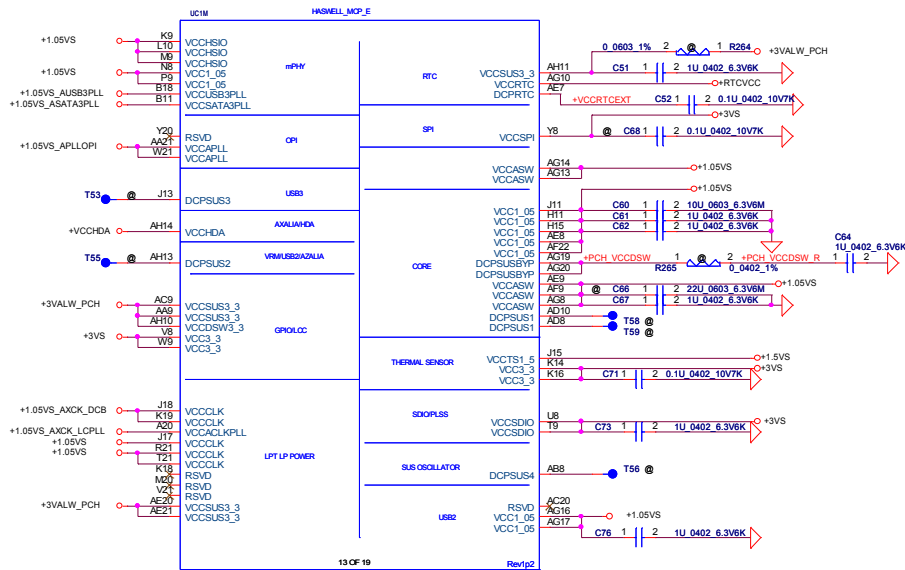 UC1M
HASWELL_MCP_E
+1.05VS
K9
L10
M9
VCCHSIO
VCCHSIO
VCCHSIO
mPHY
+1.05VS
N8
P9
VCC1_05
VCC1_05
+1.05VS_AUSB3PLL
B18
VCCUSB3PLL
+1.05VS_ASATA3PLL
B11
VCCSATA3PLL
Y20
RSVD
OPI
+1.05VS_APLLOPI
AA21
W21
VCCAPLL
VCCAPLL
T53
@
J13
DCPSUS3
USB3
AXALIA/HDA
+VCCHDA
AH14
VCCHDA
VRM/USB2/AZALIA
T55
@
AH13
DCPSUS2
+3VALW_PCH
AC9
AA9
AH10
VCCSUS3_3
VCCSUS3_3
VCCDSW3_3
GPIO/LCC
+3VS
V8
W9
VCC3_3
VCC3_3
+1.05VS_AXCK_DCB
J18
K19
VCCCLK
VCCCLK
+1.05VS_AXCK_LCPLL
A20
VCCACLKPLL
+1.05VS
J17
VCCCLK
+1.05VS
R21
T21
VCCCLK
VCCCLK
LPT LP POWER
K18
M20
V21
RSVD
RSVD
RSVD
+3VALW_PCH
AE20
AE21
VCCSUS3_3
VCCSUS3_3
RTC
VCCSUS3_3
VCCRTC
DCPRTC
AH11
AG10
AE7
0_0603_1%
@
1
R264
+3VALW_PCH
C51
1
2
1U_0402_6.3V6K
+RTCVCC
+VCCRTCEXT
C52
1
2
0.1U_0402_10V7K
+3VS
SPI
VCCSPI
Y8
@
C68
1
2
0.1U_0402_10V7K
VCCASW
VCCASW
AG14
AG13
+1.05VS
+1.05VS
CORE
VCC1_05
VCC1_05
VCC1_05
VCC1_05
VCC1_05
J11
H11
H15
AE8
AF22
C60
1
2
10U_0603_6.3V6M
C61
1
2
1U_0402_6.3V6K
C62
1
2
1U_0402_6.3V6K
DCPSUSBYP
DCPSUSBYP
AG19
AG20
+PCH_VCCDSW
R265
1
@
2
0_0402_1%
+PCH_VCCDSW_R
C64
1U_0402_6.3V6K
1
2
VCCASW
VCCASW
VCCASW
AE9
AF9
AG8
+1.05VS
@
C66
1
2
22U_0603_6.3V6M
C67
1
2
1U_0402_6.3V6K
DCPSUS1
DCPSUS1
AD10
AD8
T58 @
T59 @
THERMAL SENSOR
VCCTS1_5
VCC3_3
VCC3_3
J15
K14
K16
+1.5VS
+3VS
C71
1
2
0.1U_0402_10V7K
SDIO/PLSS
VCCSDIO
VCCSDIO
U8
T9
+3VS
C73
1
2
1U_0402_6.3V6K
SUS OSCILLATOR
DCPSUS4
AB8
T56 @
USB2
RSVD
VCC1_05
VCC1_05
AC20
AG16
AG17
+1.05VS
C76
1
2
1U_0402_6.3V6K
13 OF 19
Rev1p2